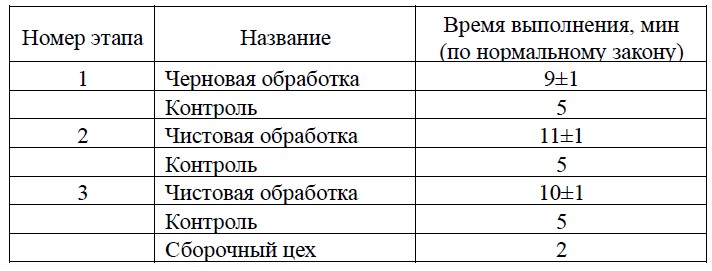 Номер этапа Название Время выполнения, мин
(по нормальному закону)
1 Черновая обработка 9±1
Контроль 5
2 Чистовая обработка 11±1
Контроль 5
3 Чистовая обработка 10±1
Контроль 5
Сборочный цех 2